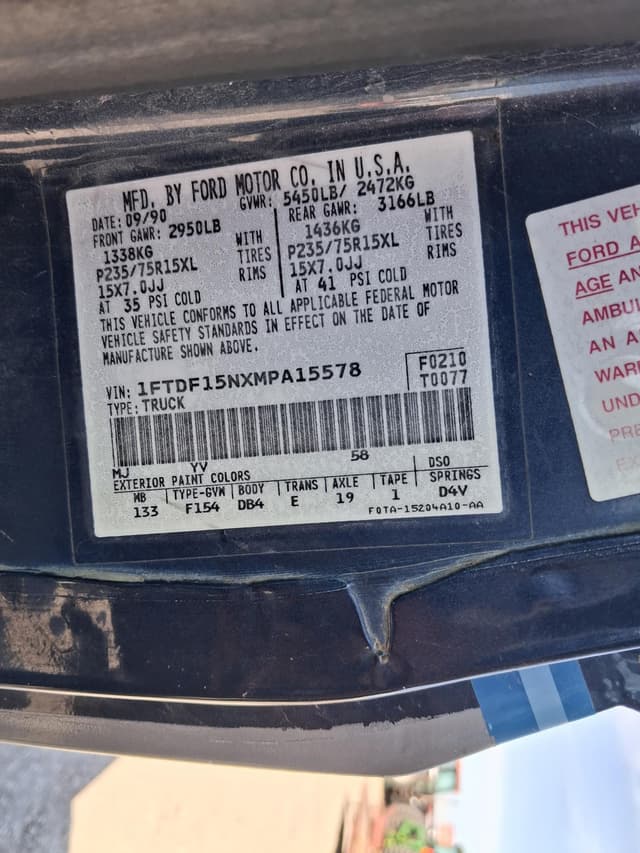 MFD. BY FORD MOTOR CO. IN U.S.A.
DATE: 09/90 GVWR: 5450LB/ 2472KG
FRONT GAWR: 2950LB REAR GAWR: 3166LB
1338KG WITH 1436KG WITH
P235/75R15XL TIRES P235/75R15XL TIRES
15X7.0JJ RIMS 15X7.0JJ RIMS
AT 35 PSI COLD AT 41 PSI COLD
THIS VEHICLE CONFORMS TO ALL APPLICABLE FEDERAL MOTOR
VEHICLE SAFETY STANDARDS IN EFFECT ON THE DATE OF
MANUFACTURE SHOWN ABOVE.
VIN: 1FTDF15NXMPA15578 F0210
TYPE: TRUCK T0077
MJ YV 58
EXTERIOR PAINT COLORS DSO
WB TYPE-GVW BODY TRANS AXLE TAPE SPRINGS
133 F154 DB4 E 19 1 D4V
F0TA-15204A10-AA
THIS VEH
FORD A
AGE AN
AMBU
AN A
WAR
UND
PRE
EX